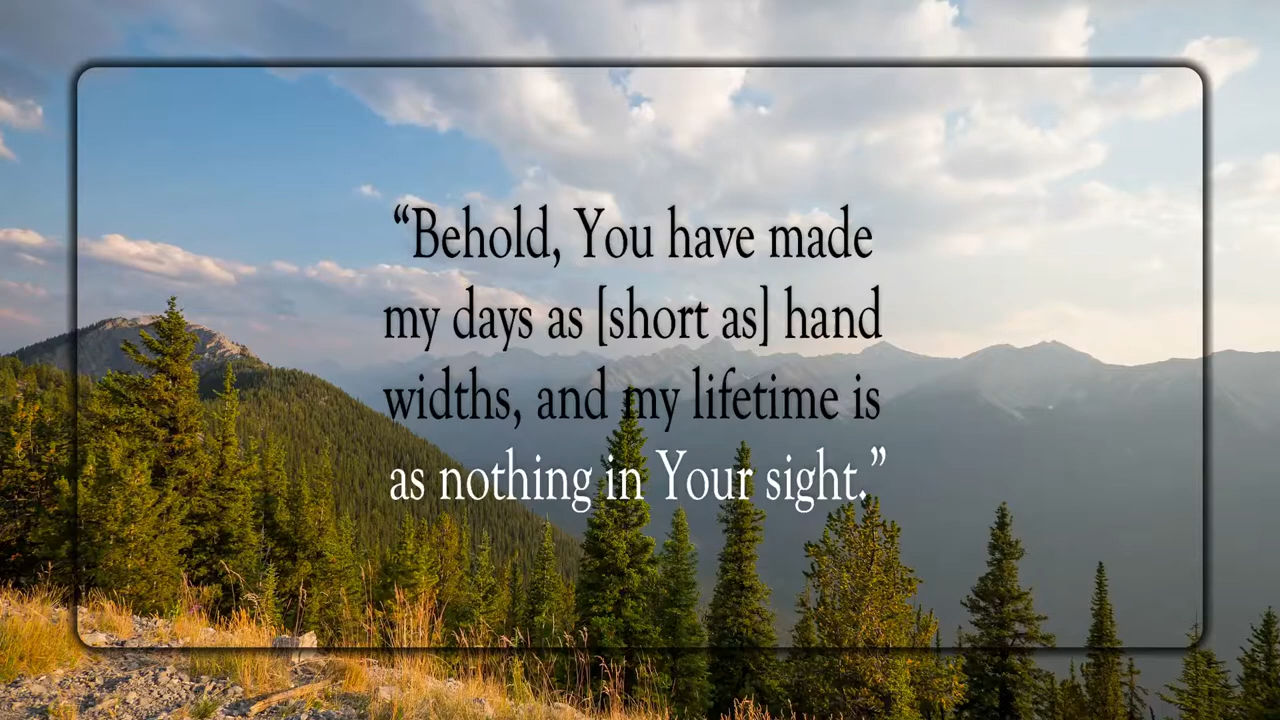 “Behold, You have made
my days as [short as] hand
widths, and my lifetime is
as nothing in Your sight.”